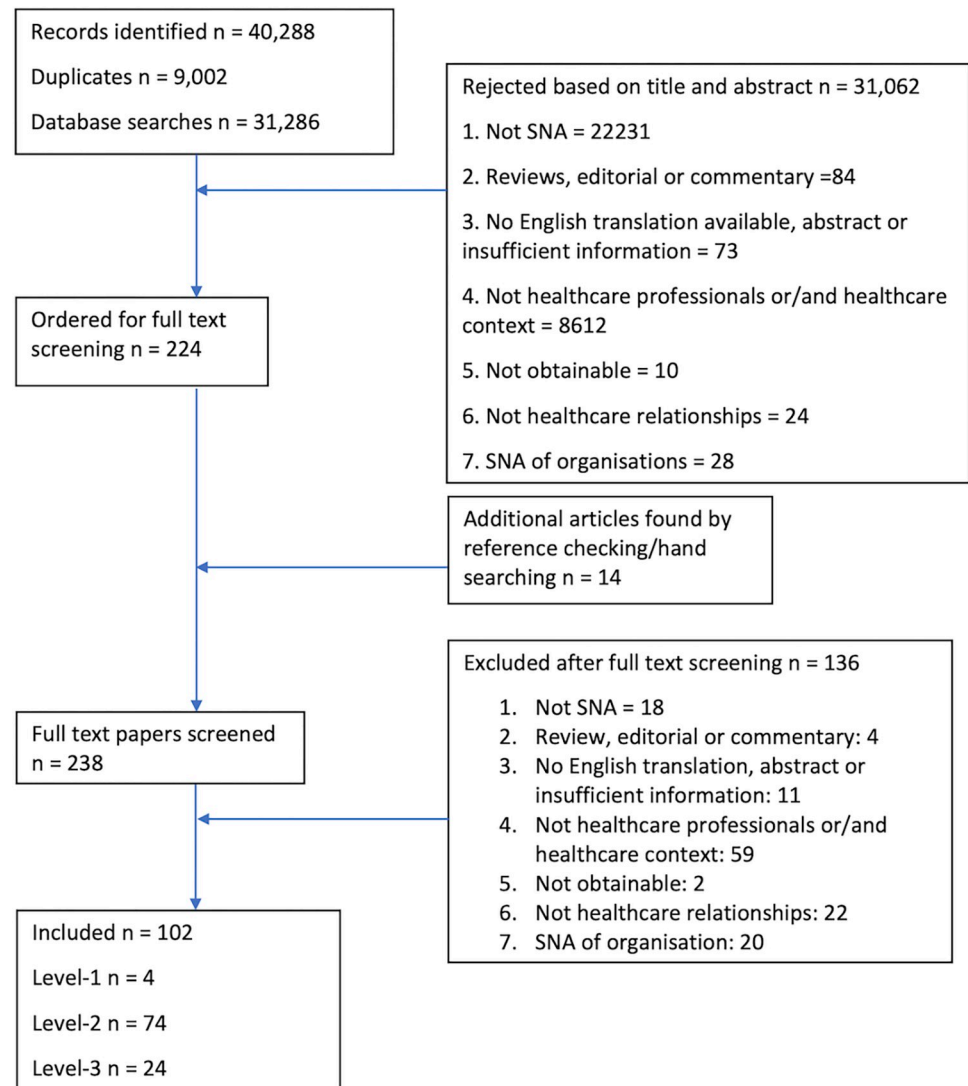 Records identified n = 40,288
Duplicates n = 9,002
Database searches n = 31,286
Rejected based on title and abstract n = 31,062
1. Not SNA = 22231
2. Reviews, editorial or commentary =84
3. No English translation available, abstract or
insufficient information = 73
4. Not healthcare professionals or/and healthcare
context = 8612
5. Not obtainable = 10
6. Not healthcare relationships = 24
7. SNA of organisations = 28
Ordered for full text
screening n = 224
Additional articles found by
reference checking/hand
searching n = 14
Full text papers screened
n = 238
Excluded after full text screening n = 136
1. Not SNA = 18
2. Review, editorial or commentary: 4
3. No English translation, abstract or
insufficient information: 11
4. Not healthcare professionals or/and
healthcare context: 59
5. Not obtainable: 2
6. Not healthcare relationships: 22
7. SNA of organisation: 20
Included n = 102
Level-1 n = 4
Level-2 n = 74
Level-3 n = 24